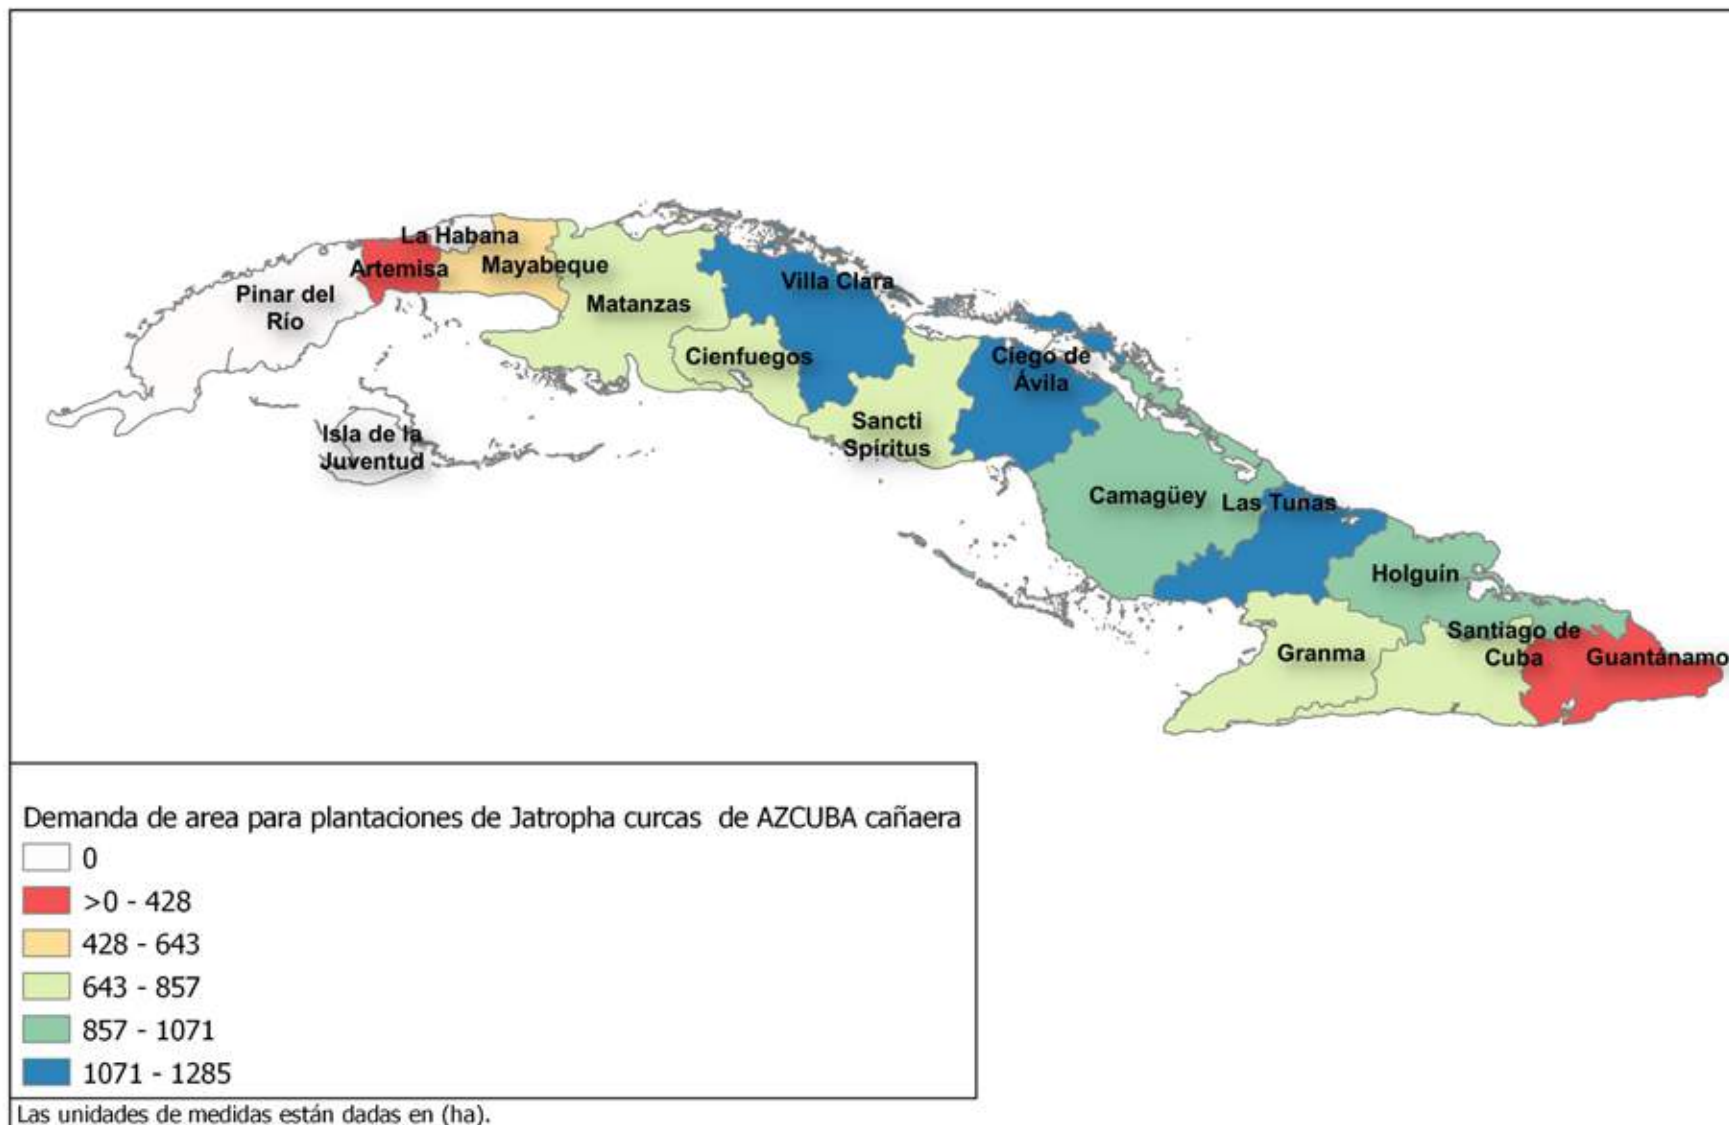 La Habana
Artemisa
Mayabeque
Pinar del
Río
Matanzas
Villa Clara
Cienfuegos
Ciego de
Ávila
Isla de la
Juventud
Sancti
Spíritus
Camagüey
Las Tunas
Holguín
Granma
Santiago de
Cuba
Guantánamo
Demanda de area para plantaciones de Jatropha curcas de AZCUBA cañaera
0
>0 - 428
428 - 643
643 - 857
857 - 1071
1071 - 1285
Las unidades de medidas están dadas en (ha).